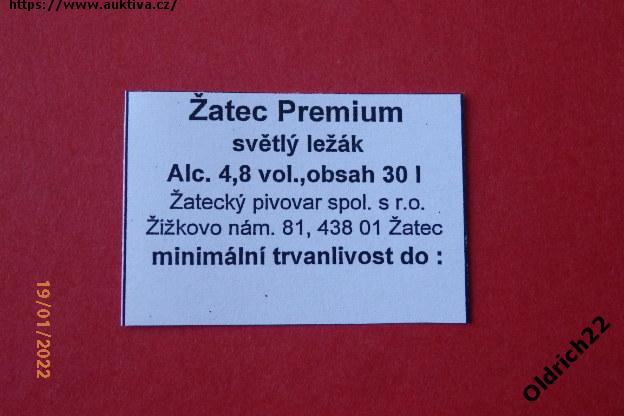 https://www.auktiva.cz/
Žatec Premium
světlý ležák
Alc. 4,8 vol.,obsah 30 l
Žatecký pivovar spol. s r.o.
Žižkovo nám. 81, 438 01 Žatec
minimální trvanlivost do :
19/01/2022
Oldrich22